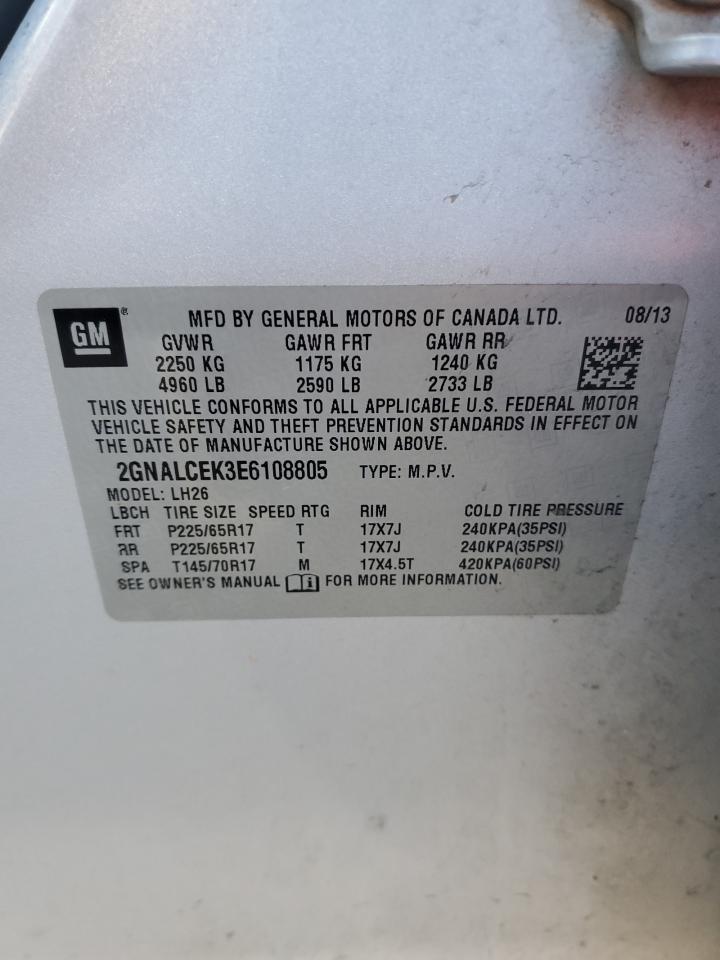 GM®
MFD BY GENERAL MOTORS OF CANADA LTD. 08/13
GVWR GAWR FRT GAWR RR
2250 KG 1175 KG 1240 KG
4960 LB 2590 LB 2733 LB
THIS VEHICLE CONFORMS TO ALL APPLICABLE U.S. FEDERAL MOTOR
VEHICLE SAFETY AND THEFT PREVENTION STANDARDS IN EFFECT ON
THE DATE OF MANUFACTURE SHOWN ABOVE.
2GNALCEK3E6108805 TYPE: M.P.V.
MODEL: LH26
LBCH TIRE SIZE SPEED RTG RIM COLD TIRE PRESSURE
FRT P225/65R17 T 17X7J 240KPA(35PSI)
RR P225/65R17 T 17X7J 240KPA(35PSI)
SPA T145/70R17 M 17X4.5T 420KPA(60PSI)
SEE OWNER'S MANUAL i FOR MORE INFORMATION.